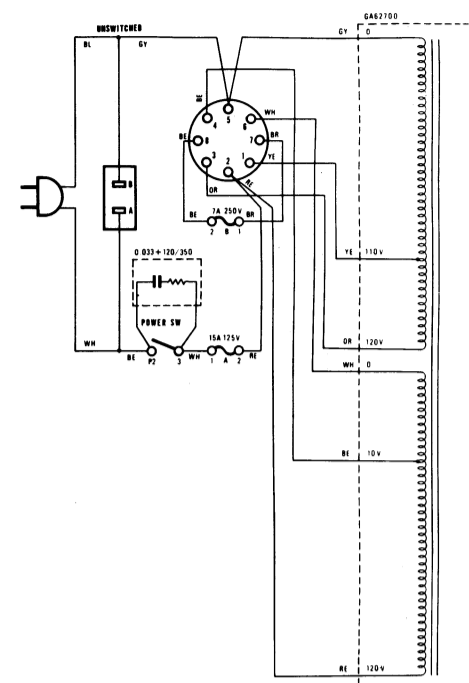 GA62700
UNSWITCHED
BL GY
GY 0
BE
5
4 6 WH
BE 8 7 BR
3 2 1 YE
OR RE
B
A
BE 7A 250V BR
2 B 1
0.033+120/350
YE 110V
POWER SW
15A 125V
OR 120V
WH BE P2 3 WH 1 A 2 RE
WH 0
BE 10V
RE 120V